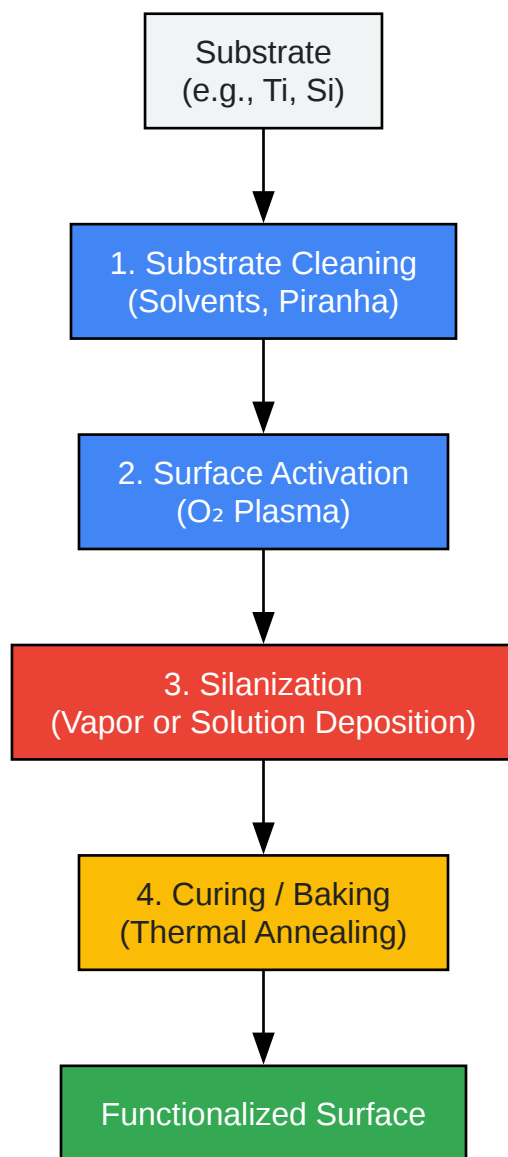 Substrate
(e.g., Ti, Si)
1. Substrate Cleaning
(Solvents, Piranha)
2. Surface Activation
(O₂ Plasma)
3. Silanization
(Vapor or Solution Deposition)
4. Curing / Baking
(Thermal Annealing)
Functionalized Surface